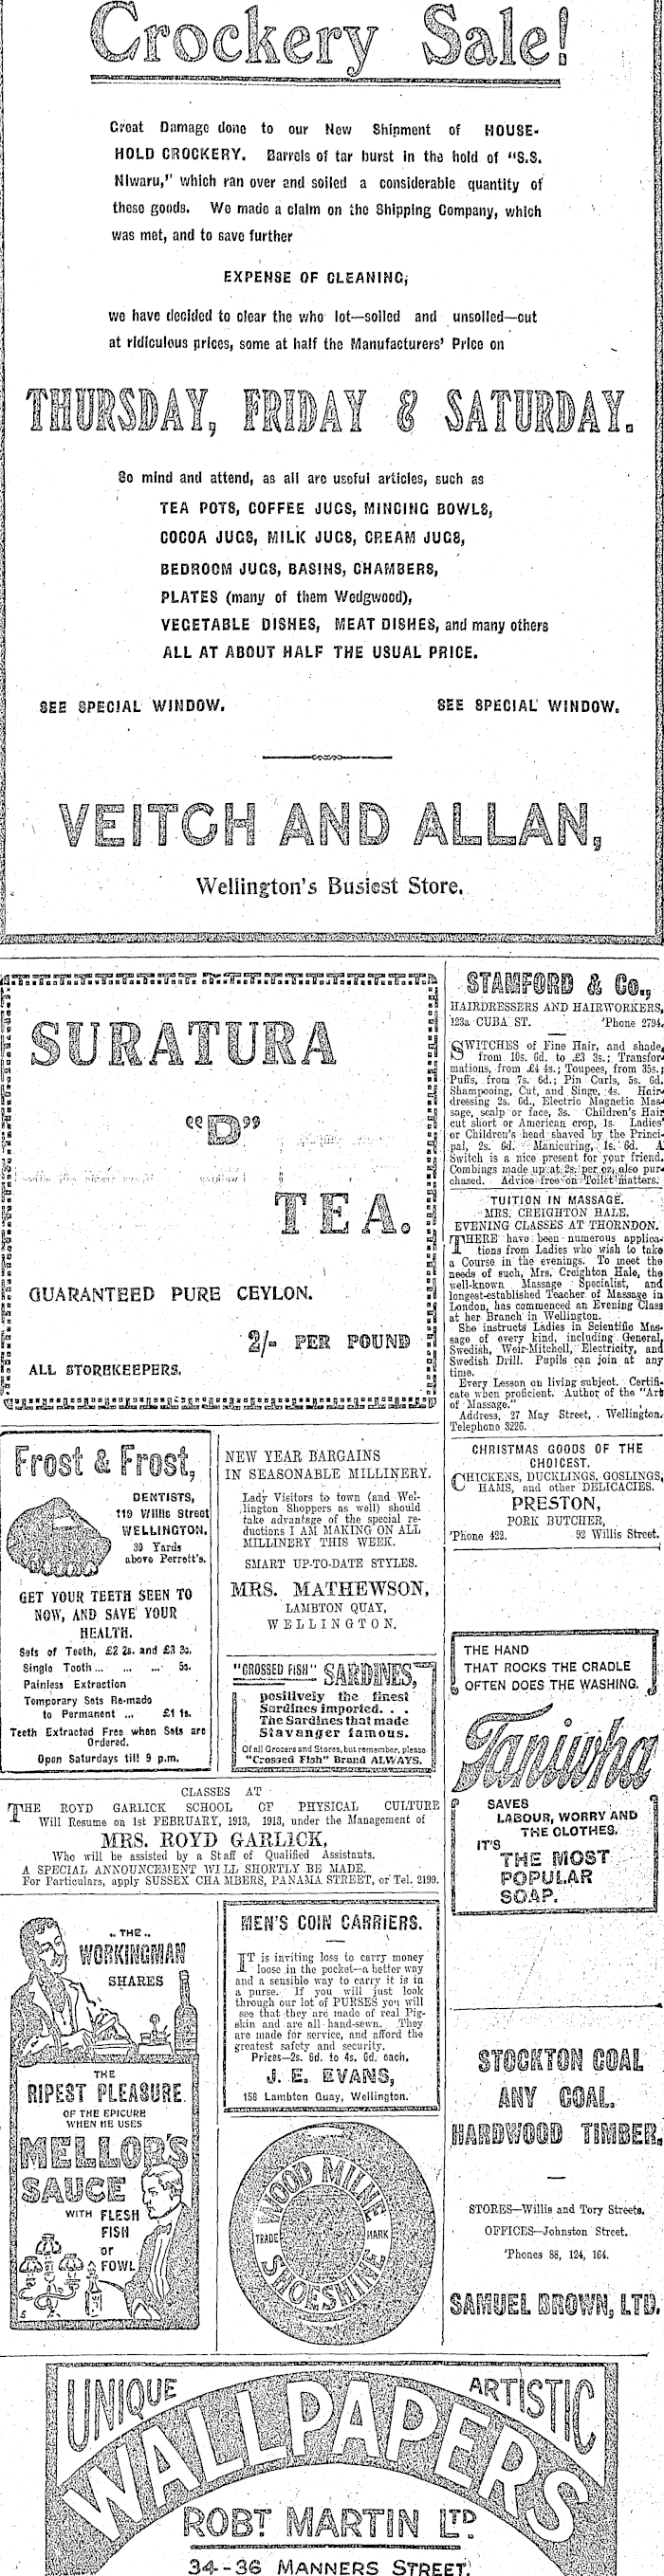 Crockery Sale!
Great Damage done to our New Shipment of HOUSE-
HOLD CROCKERY. Barrels of tar burst in the hold of "S.S.
Niwaru," which ran over and soiled a considerable quantity of
these goods. We made a claim on the Shipping Company, which
was met, and to save further
EXPENSE OF CLEANING,
we have decided to clear the who lot—soiled and unsoiled—out
at ridiculous prices, some at half the Manufacturers' Price on
THURSDAY, FRIDAY & SATURDAY.
So mind and attend, as all are useful articles, such as
TEA POTS, COFFEE JUGS, MINCING BOWLS,
COCOA JUGS, MILK JUGS, CREAM JUGS,
BEDROOM JUGS, BASINS, CHAMBERS,
PLATES (many of them Wedgwood),
VEGETABLE DISHES, MEAT DISHES, and many others
ALL AT ABOUT HALF THE USUAL PRICE.
SEE SPECIAL WINDOW. SEE SPECIAL WINDOW.
VEITCH AND ALLAN,
Wellington's Busiest Store.
SURATURA
"D"
TEA.
GUARANTEED PURE CEYLON.
2/- PER POUND
ALL STOREKEEPERS.
STAMFORD & Co.,
HAIRDRESSERS AND HAIRWORKERS,
123a CUBA ST. 'Phone 2794.
SWITCHES of Fine Hair, and shade,
from 10s. 6d. to £3 3s.; Transfor-
mations, from £4 4s.; Toupees, from 35s.;
Puffs, from 7s. 6d.; Pin Curls, 5s. 6d.
Shampooing, Cut, and Singe, 4s. Hair-
dressing 2s. 6d., Electric Magnetic Mas-
sage, scalp or face, 3s. Children's Hair
cut short or American crop, 1s. Ladies'
or Children's head shaved by the Princi-
pal, 2s. 6d. Manicuring, 1s. 6d. A
Switch is a nice present for your friend.
Combings made up at 2s. per oz, also pur-
chased. Advice free on Toilet matters.
TUITION IN MASSAGE.
MRS. CREIGHTON HALE.
EVENING CLASSES AT THORNDON.
THERE have been numerous applica-
tions from Ladies who wish to take
a Course in the evenings. To meet the
needs of such, Mrs. Creighton Hale, the
well-known Massage Specialist, and
longest-established Teacher of Massage in
London, has commenced an Evening Class
at her Branch in Wellington.
She instructs Ladies in Scientific Mas-
sage of every kind, including General,
Swedish, Weir-Mitchell, Electricity, and
Swedish Drill. Pupils can join at any
time.
Every Lesson on living subject. Certifi-
cate when proficient. Author of the "Art
of Massage."
Address, 27 May Street, Wellington.
Telephone 3226.
CHRISTMAS GOODS OF THE
CHOICEST.
CHICKENS, DUCKLINGS, GOSLINGS,
HAMS, and other DELICACIES.
PRESTON,
PORK BUTCHER,
'Phone 422. 92 Willis Street.
Frost & Frost,
DENTISTS,
119 Willis Street
WELLINGTON.
30 Yards
above Perrett's.
GET YOUR TEETH SEEN TO
NOW, AND SAVE YOUR
HEALTH.
Sets of Teeth, £2 2s. and £3 3s.
Single Tooth ... ... ... 5s.
Painless Extraction
Temporary Sets Re-made
to Permanent ... £1 1s.
Teeth Extracted Free when Sets are
Ordered.
Open Saturdays till 9 p.m.
NEW YEAR BARGAINS
IN SEASONABLE MILLINERY.
Lady Visitors to town (and Wel-
lington Shoppers as well) should
take advantage of the special re-
ductions I AM MAKING ON ALL
MILLINERY THIS WEEK.
SMART UP-TO-DATE STYLES.
MRS. MATHEWSON,
LAMBTON QUAY,
WELLINGTON.
"CROSSED FISH" SARDINES,
positively the finest
Sardines imported. . .
The Sardines that made
Stavanger famous.
Of all Grocers and Stores, but remember, please
"Crossed Fish" Brand ALWAYS.
THE HAND
THAT ROCKS THE CRADLE
OFTEN DOES THE WASHING.
Taniwha
SAVES
LABOUR, WORRY AND
THE CLOTHES.
IT'S
THE MOST
POPULAR
SOAP.
CLASSES AT
THE ROYD GARLICK SCHOOL OF PHYSICAL CULTURE
Will Resume on 1st FEBRUARY, 1913, 1913, under the Management of
MRS. ROYD GARLICK,
Who will be assisted by a Staff of Qualified Assistants.
A SPECIAL ANNOUNCEMENT WILL SHORTLY BE MADE.
For Particulars, apply SUSSEX CHAMBERS, PANAMA STREET, or Tel. 2199.
.. THE ..
WORKINGMAN
SHARES
THE
RIPEST PLEASURE
OF THE EPICURE
WHEN HE USES
MELLOR'S
SAUCE
WITH FLESH
FISH
or
FOWL
5
MEN'S COIN CARRIERS.
IT is inviting loss to carry money
loose in the pocket—a better way
and a sensible way to carry it is in
a purse. If you will just look
through our lot of PURSES you will
see that they are made of real Pig-
skin and are all hand-sewn. They
are made for service, and afford the
greatest safety and security.
Prices—2s. 6d. to 4s. 6d. each.
J. E. EVANS,
158 Lambton Quay, Wellington.
WOOD MILNE
TRADE MARK
SHOESHINE
STOCKTON COAL
ANY COAL.
HARDWOOD TIMBER.
STORES—Willis and Tory Streets.
OFFICES—Johnston Street.
'Phones 88, 124, 164.
SAMUEL BROWN, LTD.
UNIQUE ARTISTIC
WALLPAPERS
ROBT MARTIN LTD.
34-36 MANNERS STREET.